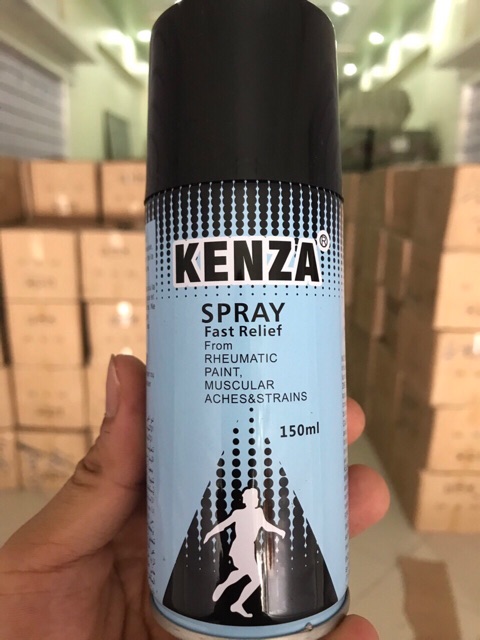 KENZA®
SPRAY
Fast Relief
From
RHEUMATIC
PAINT,
MUSCULAR
ACHES&STRAINS
150ml